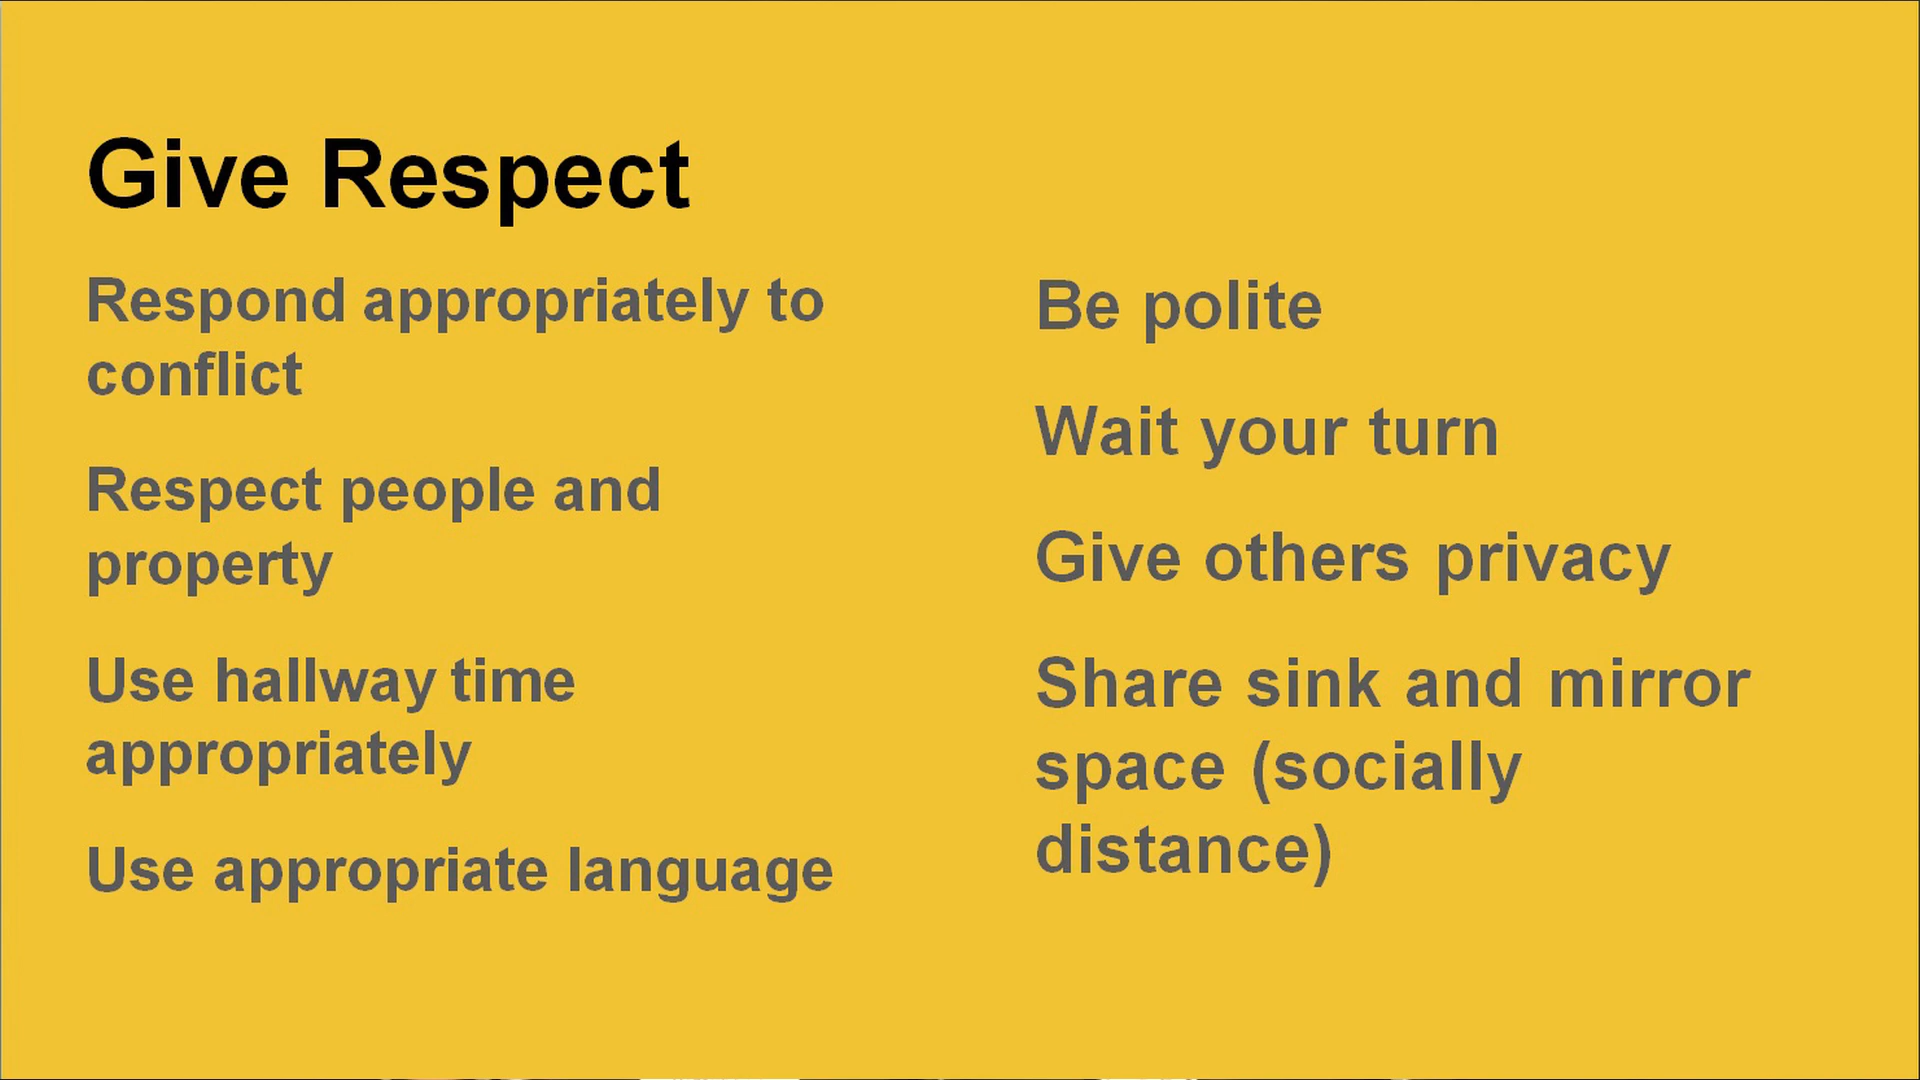 Give Respect
Respond appropriately to
conflict
Respect people and
property
Use hallway time
appropriately
Use appropriate language
Be polite
Wait your turn
Give others privacy
Share sink and mirror
space (socially
distance)